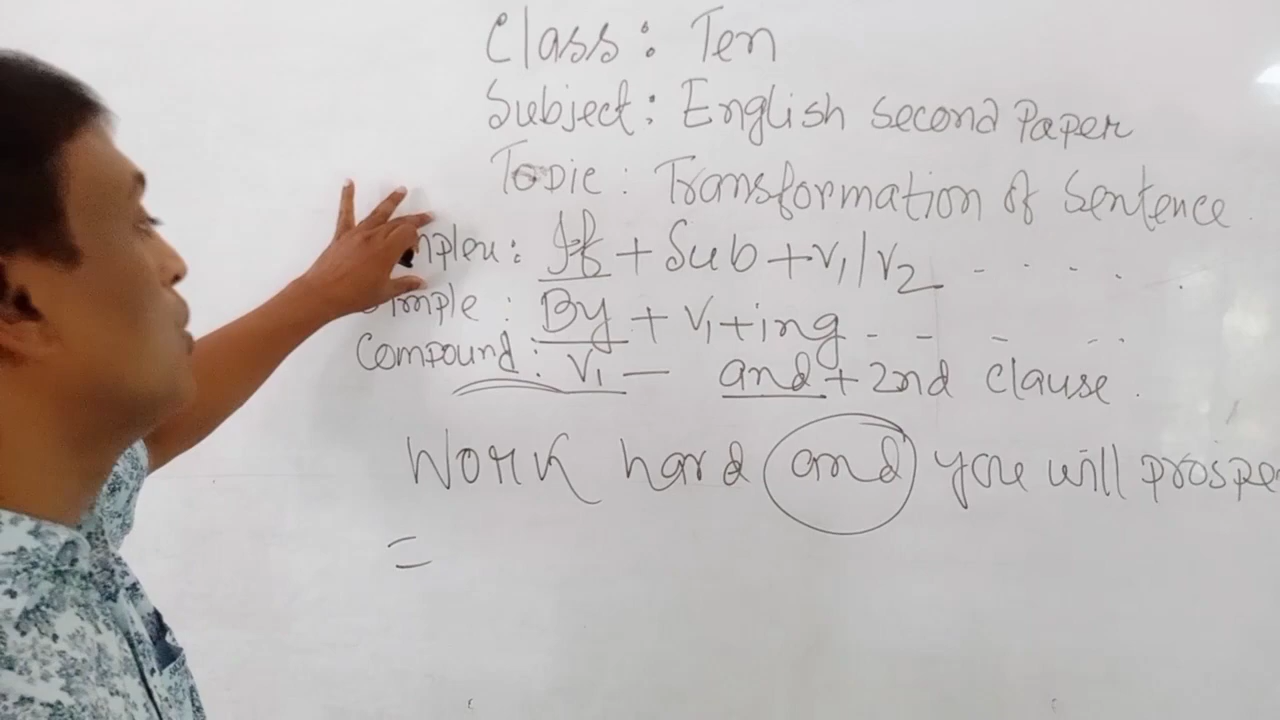 Class: Ten
Subject: English Second Paper
Topic: Transformation of Sentence
mplex: If + Sub + V1/V2 - - - - .
imple: By + V1+ing - - - - -
Compound: V1 — and + 2nd clause.
Work hard and you will prospe
=